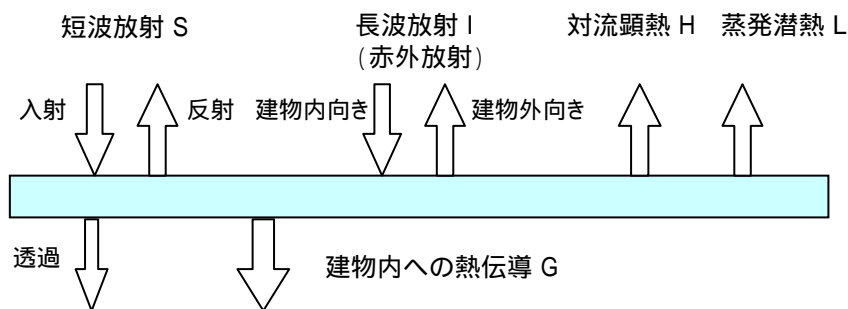 短波放射 S
長波放射 I
(赤外放射)
対流顕熱 H
蒸発潜熱 L
入射
反射
建物内向き
建物外向き
透過
建物内への熱伝導 G